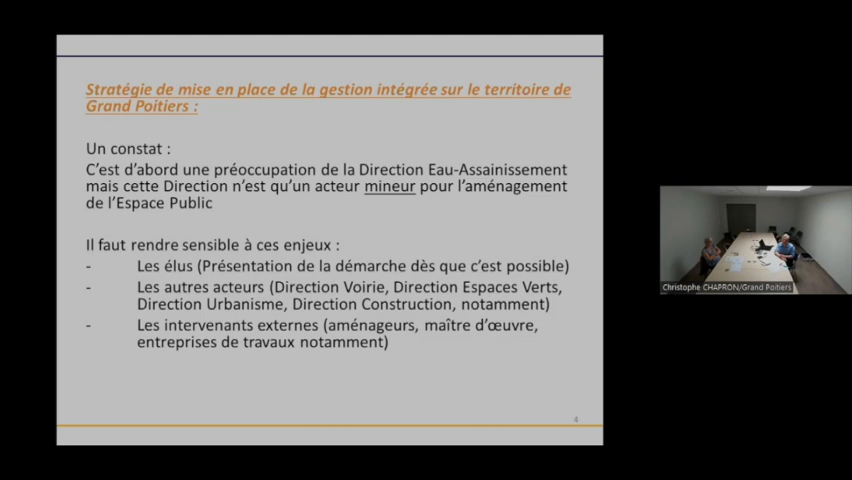 Stratégie de mise en place de la gestion intégrée sur le territoire de
Grand Poitiers :
Un constat :
C'est d'abord une préoccupation de la Direction Eau-Assainissement
mais cette Direction n'est qu'un acteur mineur pour l'aménagement
de l'Espace Public
Il faut rendre sensible à ces enjeux :
- Les élus (Présentation de la démarche dès que c'est possible)
- Les autres acteurs (Direction Voirie, Direction Espaces Verts,
Direction Urbanisme, Direction Construction, notamment)
- Les intervenants externes (aménageurs, maître d'œuvre,
entreprises de travaux notamment)
4
Christophe CHAPRON/Grand Poitiers